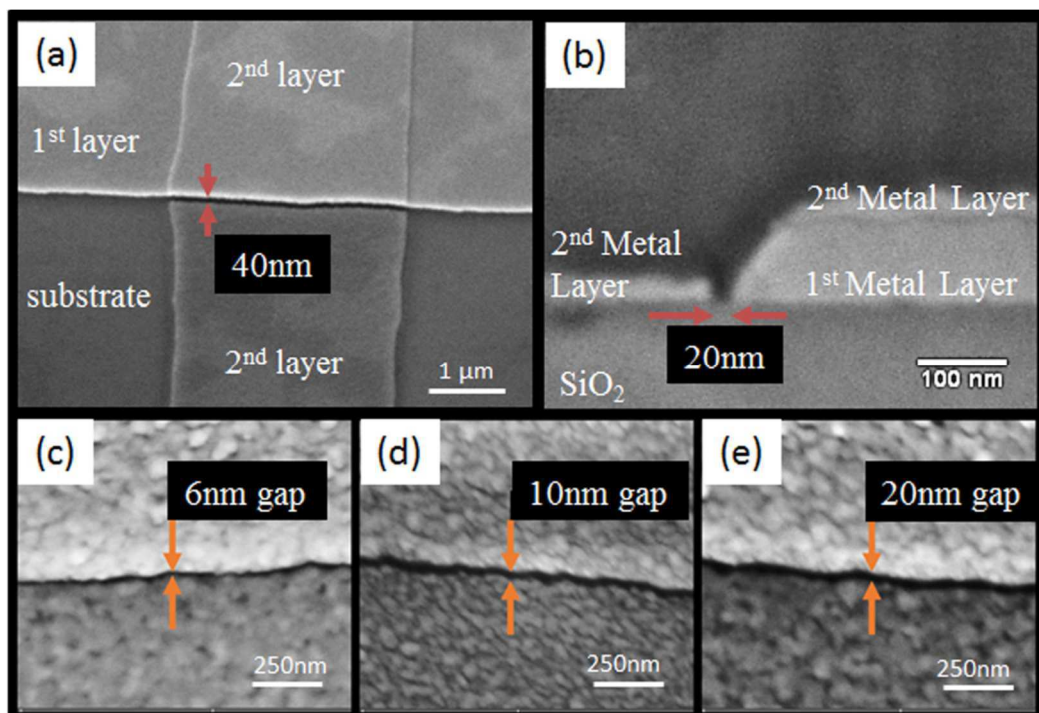 (a)
2nd layer
1st layer
40nm
substrate
2nd layer
1 µm
(b)
2nd Metal Layer
2nd Metal
Layer
1st Metal Layer
20nm
SiO2
100 nm
(c)
6nm gap
250nm
(d)
10nm gap
250nm
(e)
20nm gap
250nm